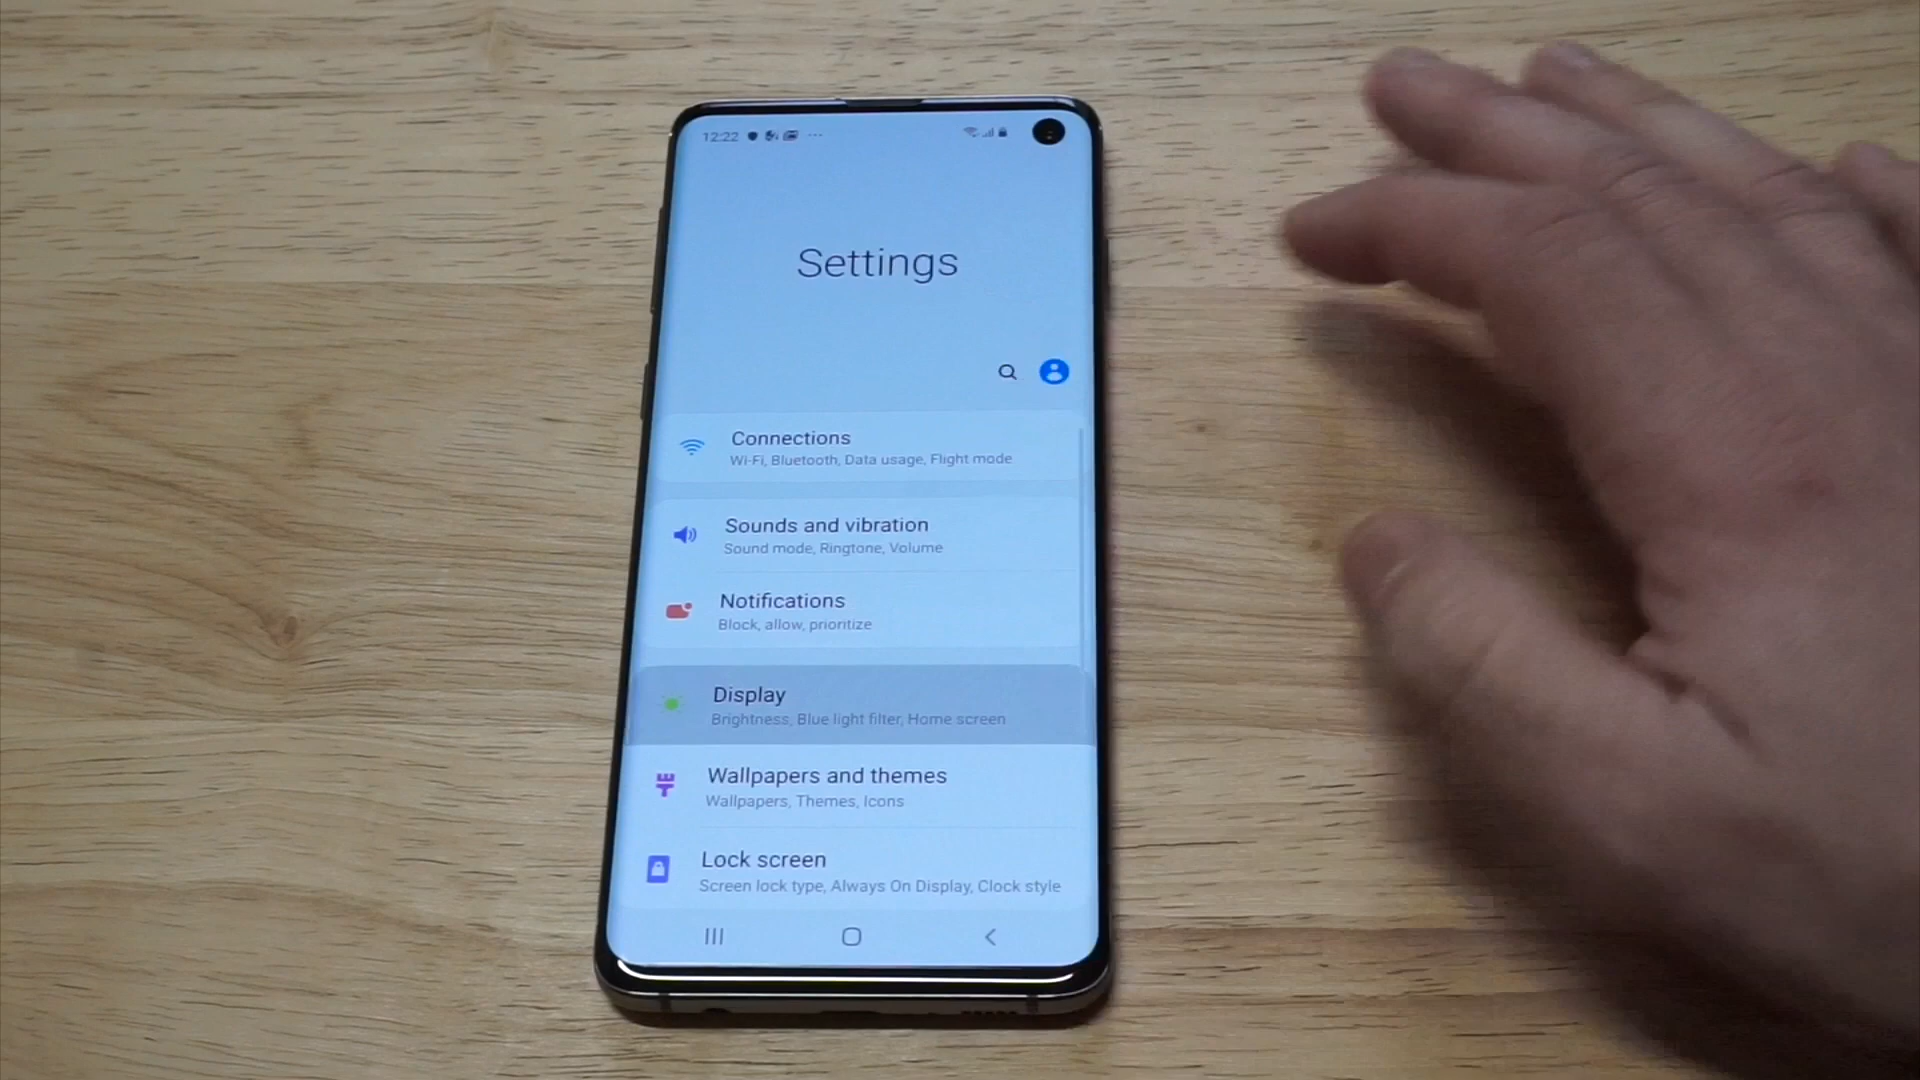 12:22
Settings
Connections
Wi-Fi, Bluetooth, Data usage, Flight mode
Sounds and vibration
Sound mode, Ringtone, Volume
Notifications
Block, allow, prioritize
Display
Brightness, Blue light filter, Home screen
Wallpapers and themes
Wallpapers, Themes, Icons
Lock screen
Screen lock type, Always On Display, Clock style